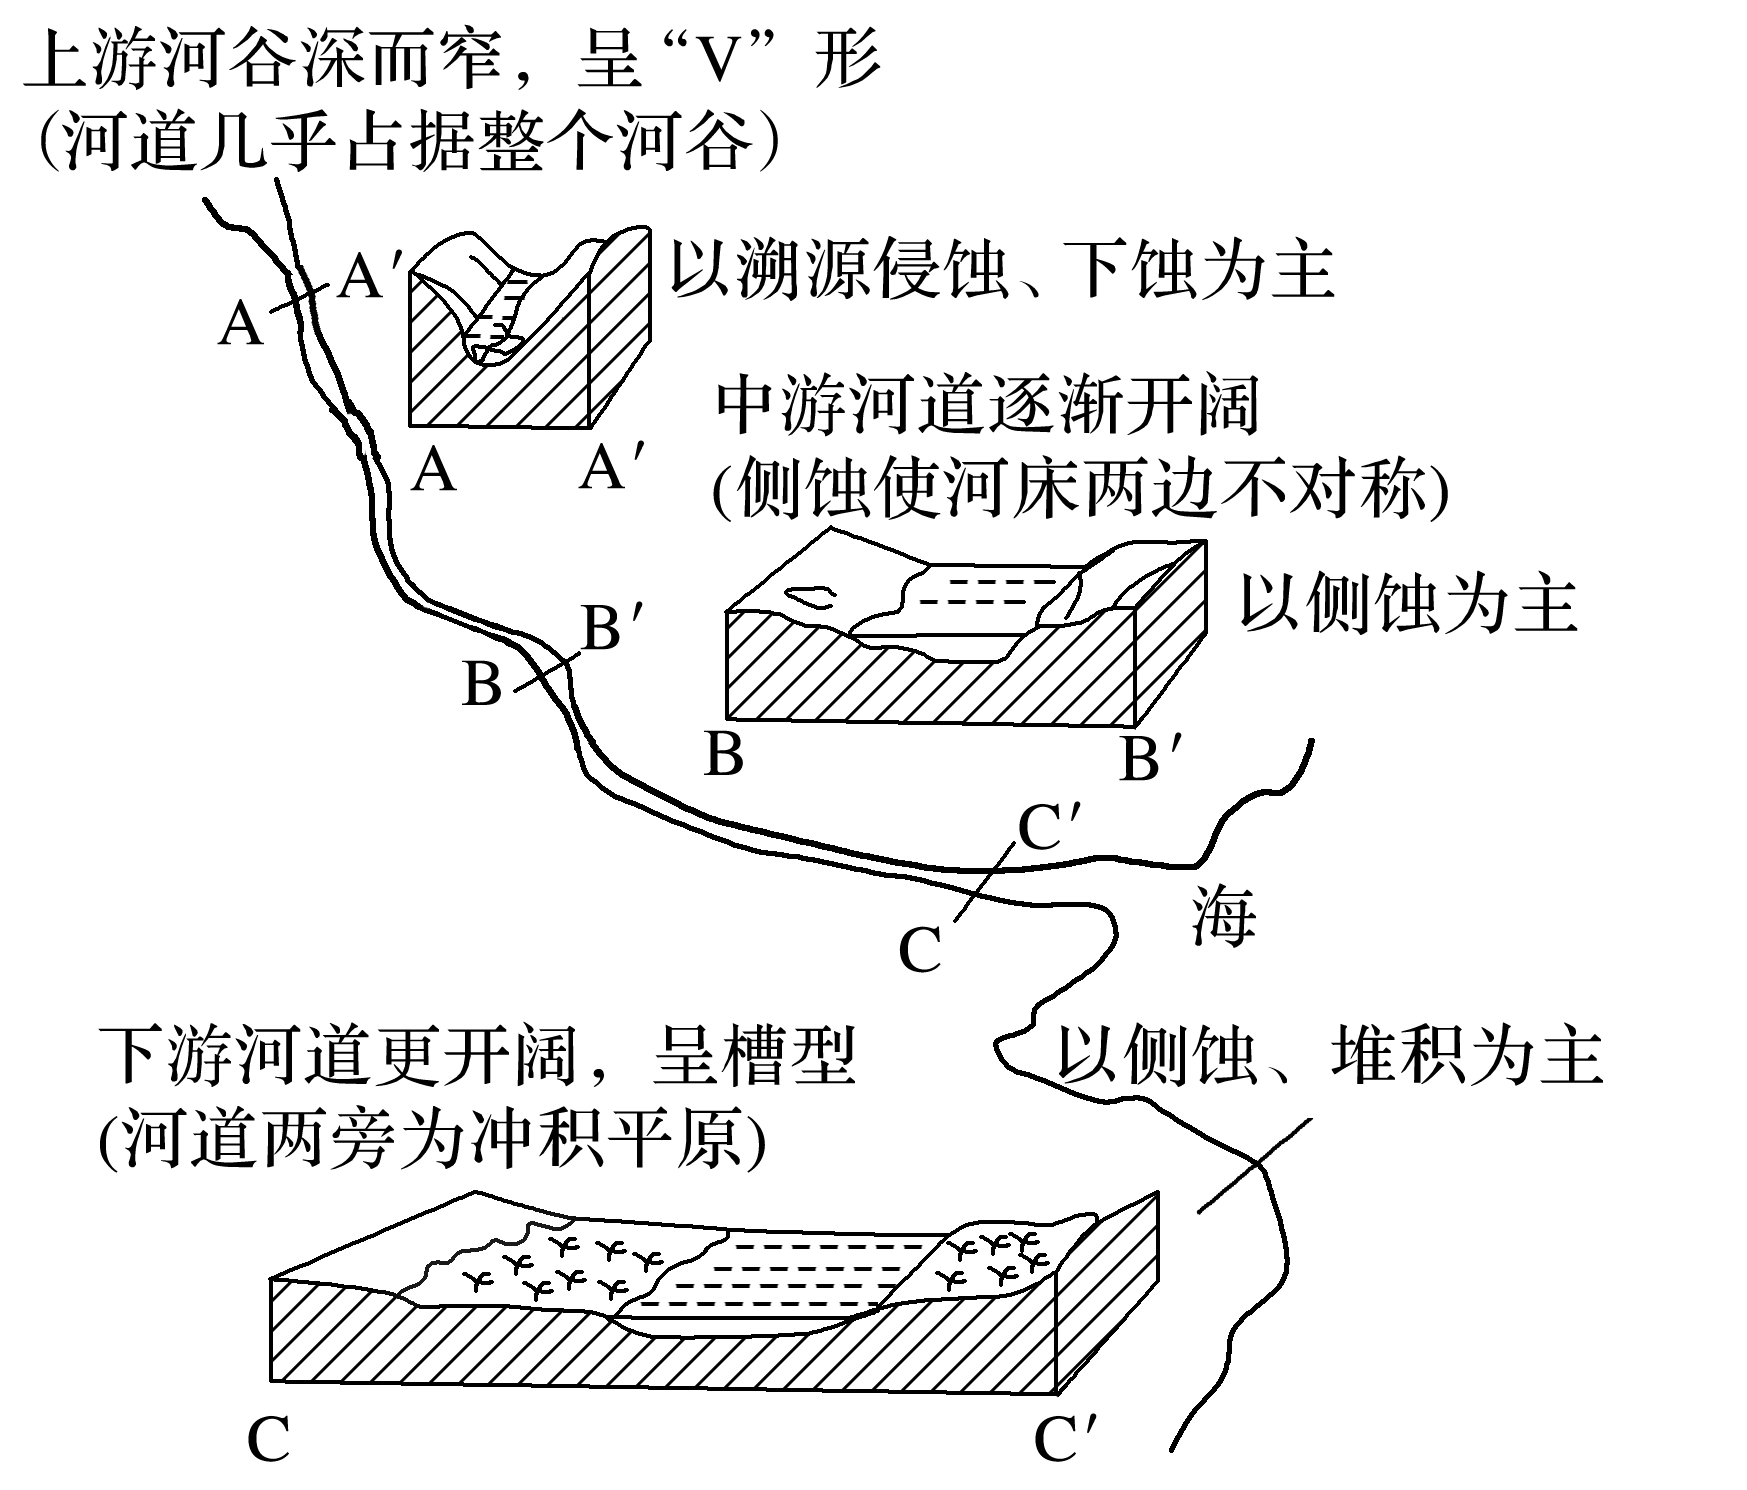 上游河谷深而窄，呈“V”形
（河道几乎占据整个河谷）
A′
A
以溯源侵蚀、下蚀为主
A
A′
中游河道逐渐开阔
(侧蚀使河床两边不对称)
以侧蚀为主
B′
B
B
B′
C′
C
海
下游河道更开阔，呈槽型
(河道两旁为冲积平原)
以侧蚀、堆积为主
C
C′